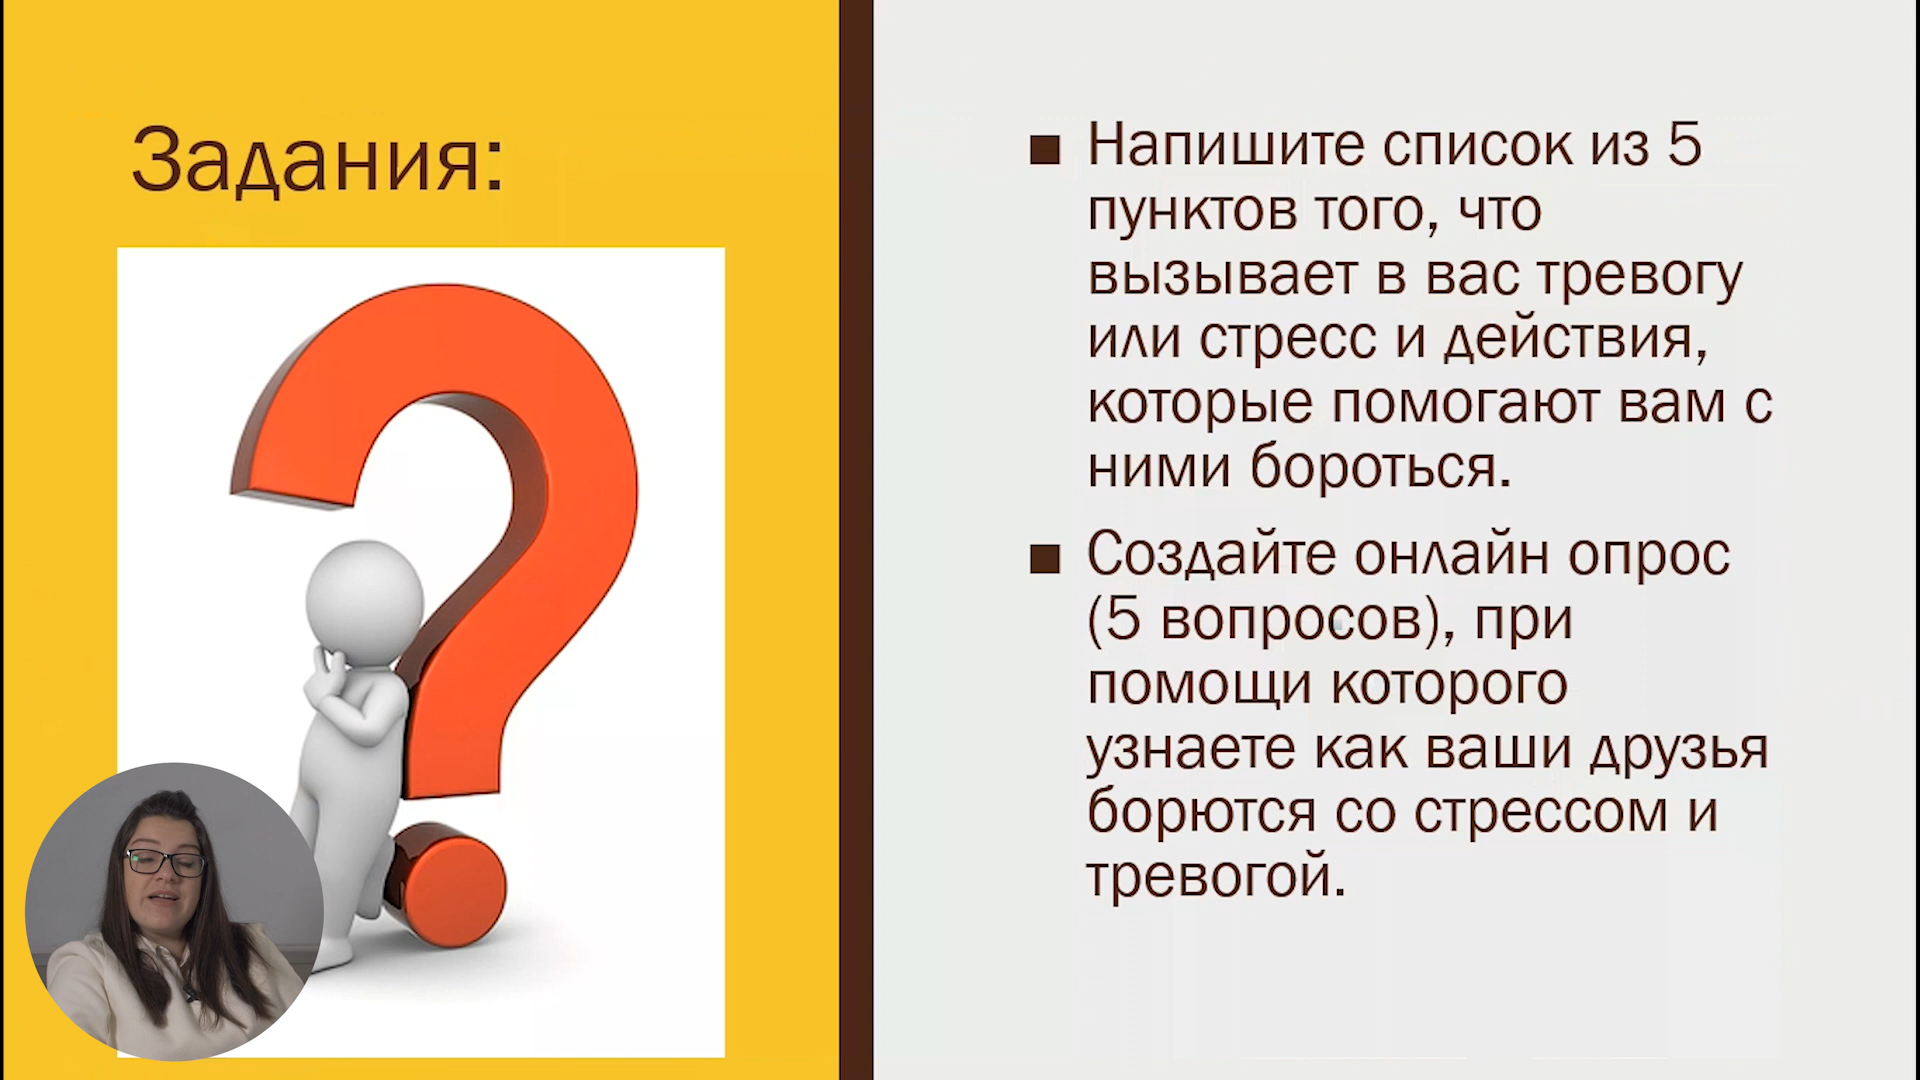 Задания:
Напишите список из 5
пунктов того, что
вызывает в вас тревогу
или стресс и действия,
которые помогают вам с
ними бороться.
Создайте онлайн опрос
(5 вопросов), при
помощи которого
узнаете как ваши друзья
борются со стрессом и
тревогой.